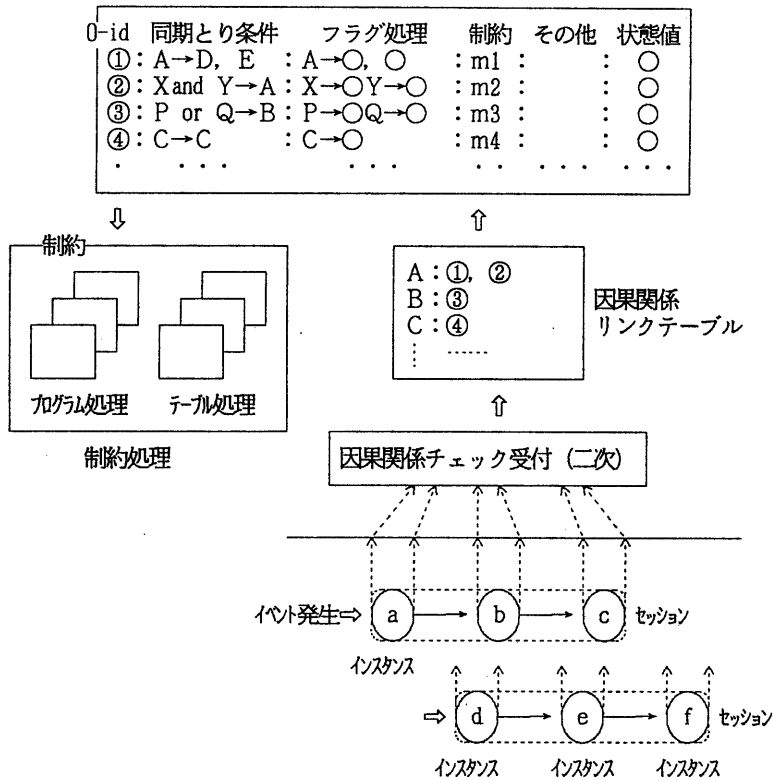 O-id 同期とり条件 フラグ処理 制約 その他 状態値
①: A→D, E : A→○, ○ : m1 : : ○
②: X and Y→A : X→○ Y→○ : m2 : : ○
③: P or Q→B : P→○ Q→○ : m3 : : ○
④: C→C : C→○ : m4 : : ○
· · · · · · · · · · · · · · · ·
⇩ ⇧
制約
プログラム処理 テーブル処理
制約処理
A:①, ②
B:③
C:④
因果関係
リンクテーブル
⇧
因果関係チェック受付 (二次)
イベント発生⇨ a → b → c セッション
インスタンス
⇨ d → e → f セッション
インスタンス インスタンス インスタンス